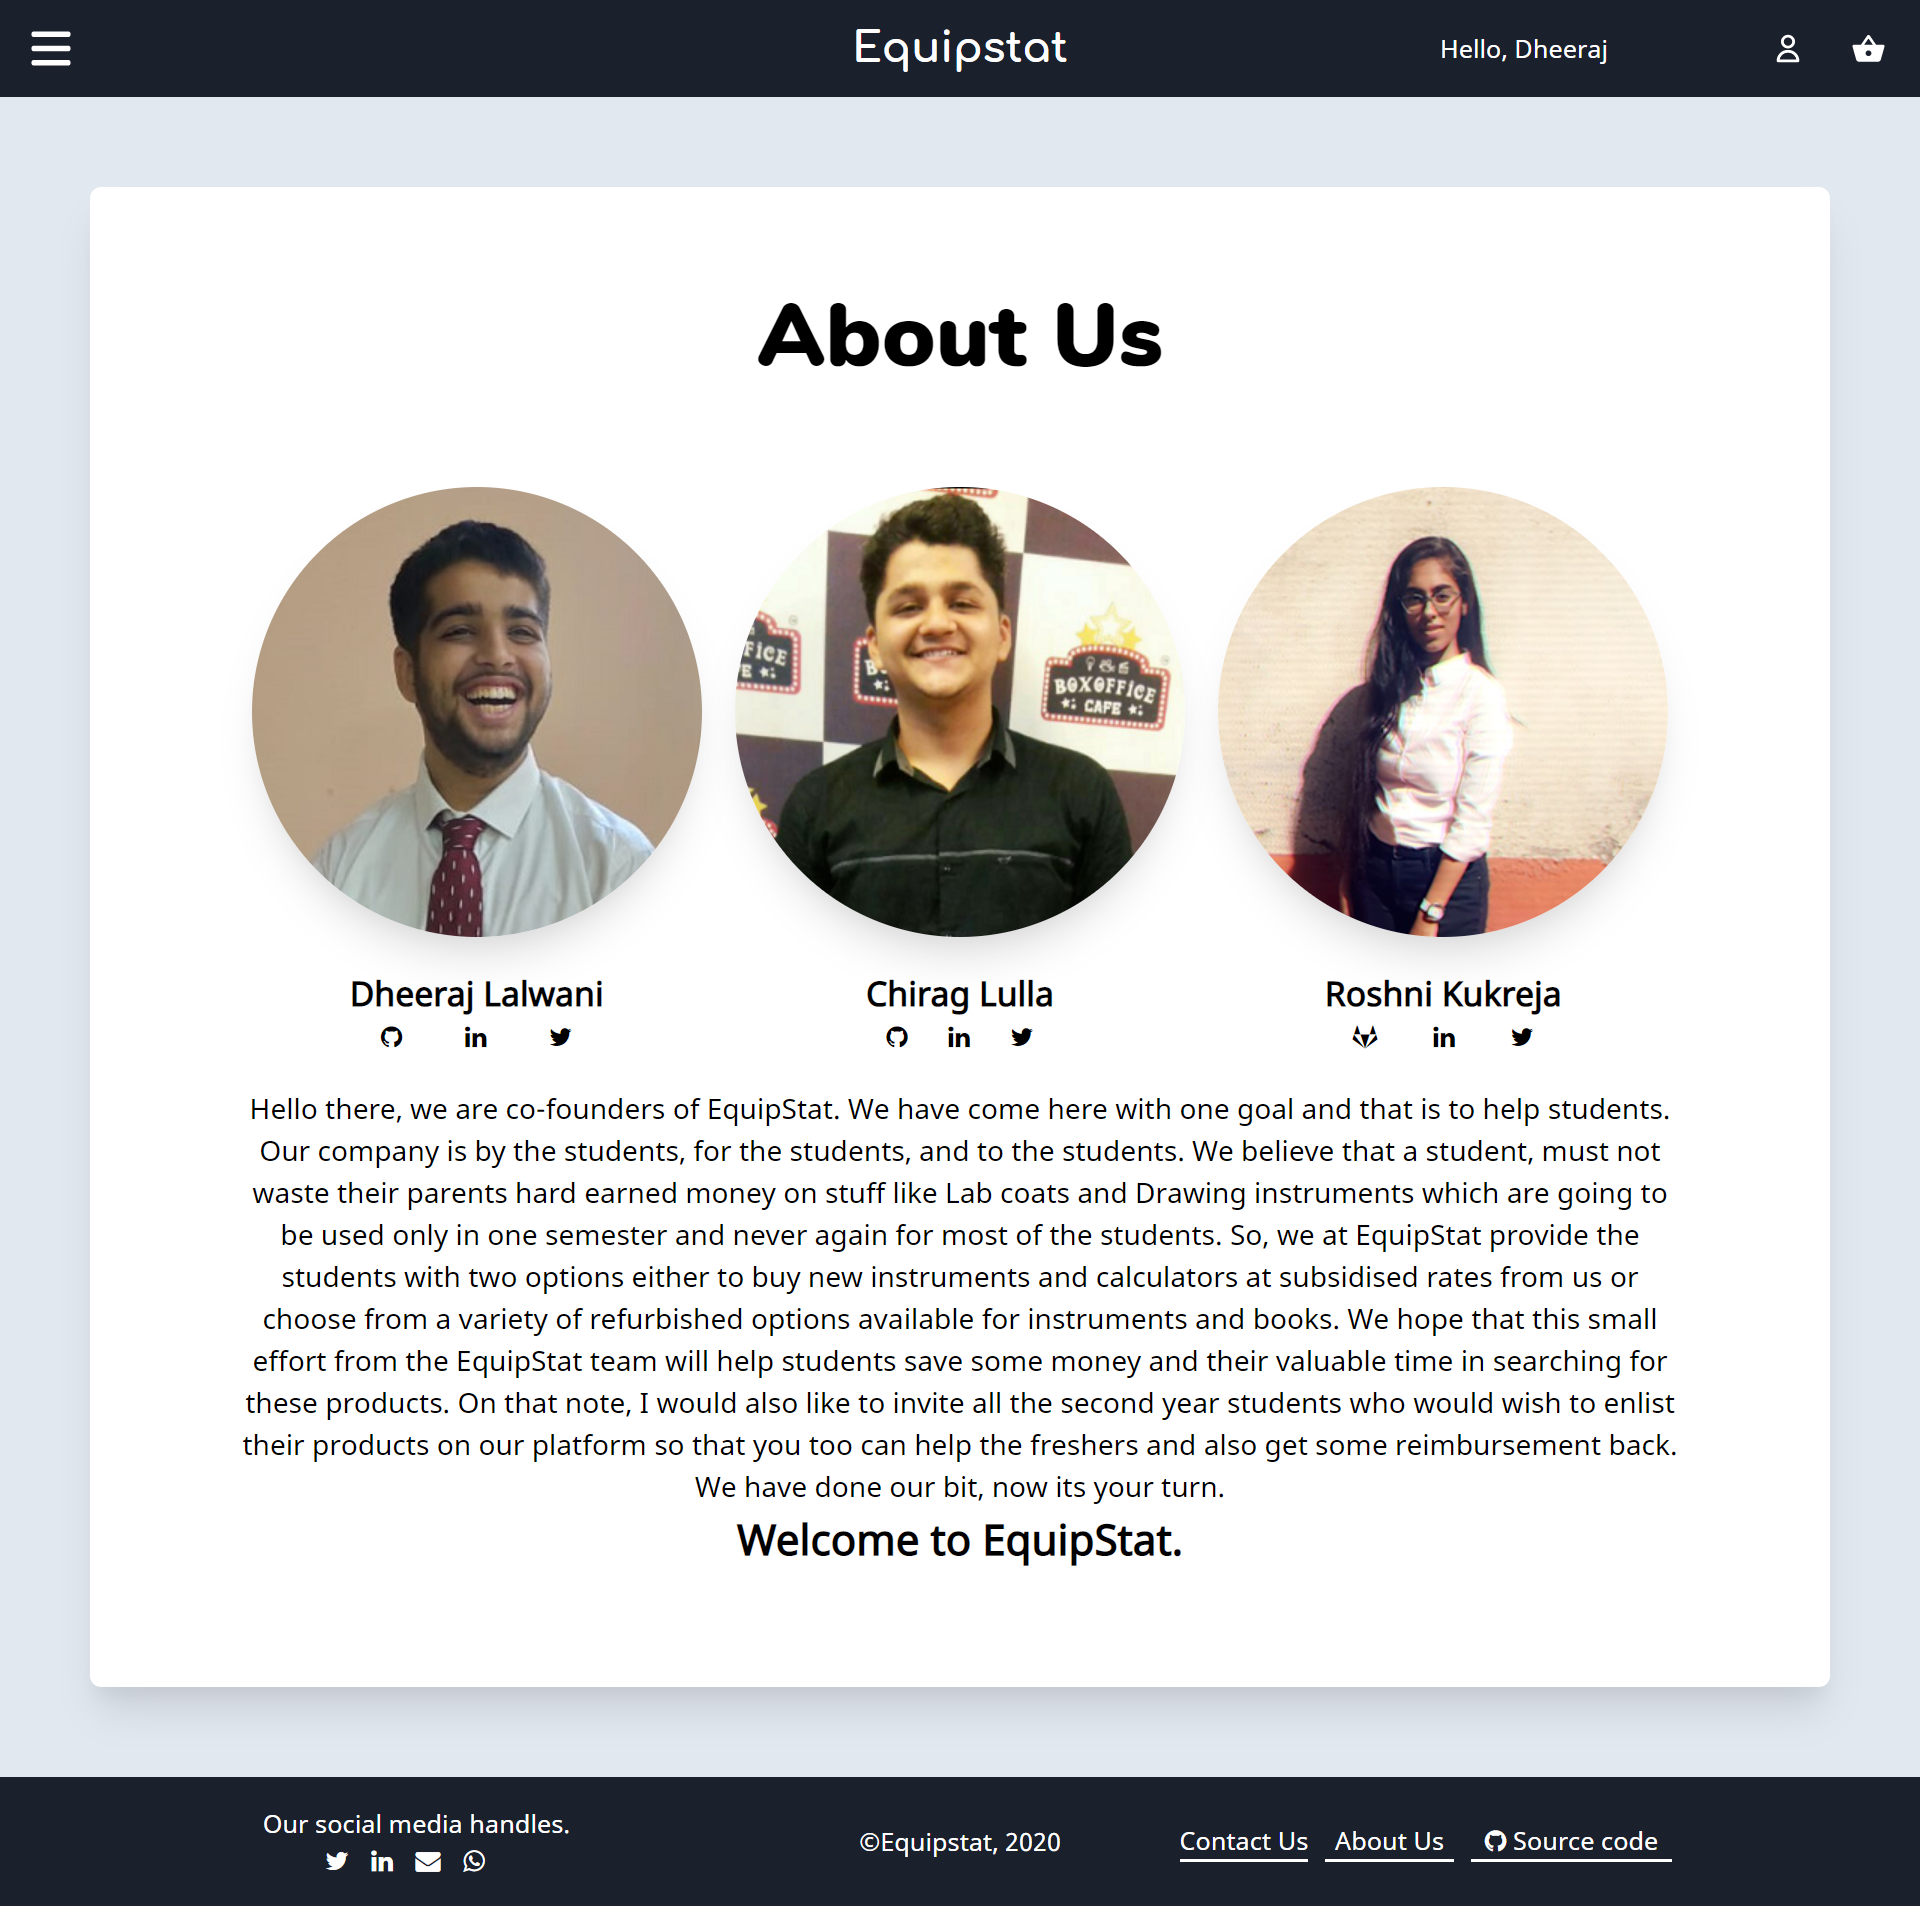 Equipstat
Hello, Dheeraj
About Us
FICE
E
B
BOXOFFICE
CAFE
Dheeraj Lalwani
Chirag Lulla
Roshni Kukreja
Hello there, we are co-founders of EquipStat. We have come here with one goal and that is to help students.
Our company is by the students, for the students, and to the students. We believe that a student, must not
waste their parents hard earned money on stuff like Lab coats and Drawing instruments which are going to
be used only in one semester and never again for most of the students. So, we at EquipStat provide the
students with two options either to buy new instruments and calculators at subsidised rates from us or
choose from a variety of refurbished options available for instruments and books. We hope that this small
effort from the EquipStat team will help students save some money and their valuable time in searching for
these products. On that note, I would also like to invite all the second year students who would wish to enlist
their products on our platform so that you too can help the freshers and also get some reimbursement back.
We have done our bit, now its your turn.
Welcome to EquipStat.
Our social media handles.
©Equipstat, 2020
Contact Us
About Us
Source code